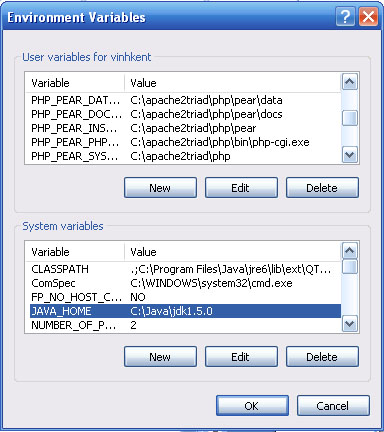 Environment Variables
User variables for vinhkent
Variable Value
PHP_PEAR_DAT... C:\apache2triad\php\pear\data
PHP_PEAR_DOC... C:\apache2triad\php\pear\docs
PHP_PEAR_INS... C:\apache2triad\php\pear
PHP_PEAR_PHP... C:\apache2triad\php\bin\php-cgi.exe
PHP_PEAR_SYS... C:\apache2triad\php
New Edit Delete
System variables
Variable Value
CLASSPATH .;C:\Program Files\Java\jre6\lib\ext\QT...
ComSpec C:\WINDOWS\system32\cmd.exe
FP_NO_HOST_C... NO
JAVA_HOME C:\Java\jdk1.5.0
NUMBER_OF_P... 2
New Edit Delete
OK Cancel